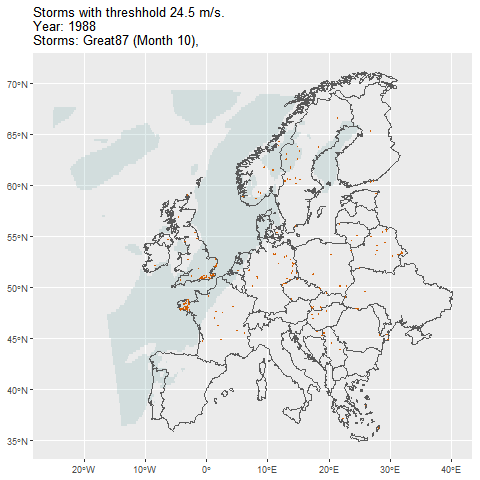 Storms with threshhold 24.5 m/s.
Year: 1988
Storms: Great87 (Month 10),
70°N
65°N
60°N
55°N
50°N
45°N
40°N
35°N
20°W
10°W
0°
10°E
20°E
30°E
40°E